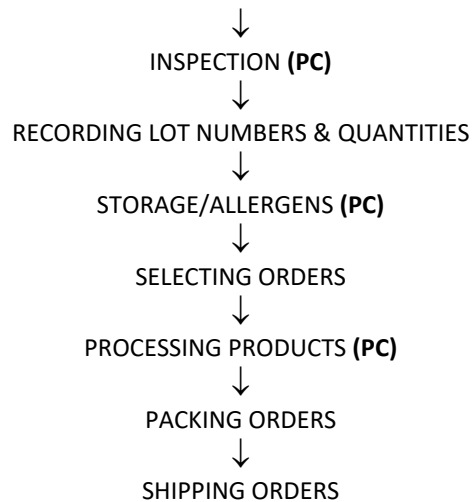 ↓
INSPECTION (PC)
↓
RECORDING LOT NUMBERS & QUANTITIES
↓
STORAGE/ALLERGENS (PC)
↓
SELECTING ORDERS
↓
PROCESSING PRODUCTS (PC)
↓
PACKING ORDERS
↓
SHIPPING ORDERS